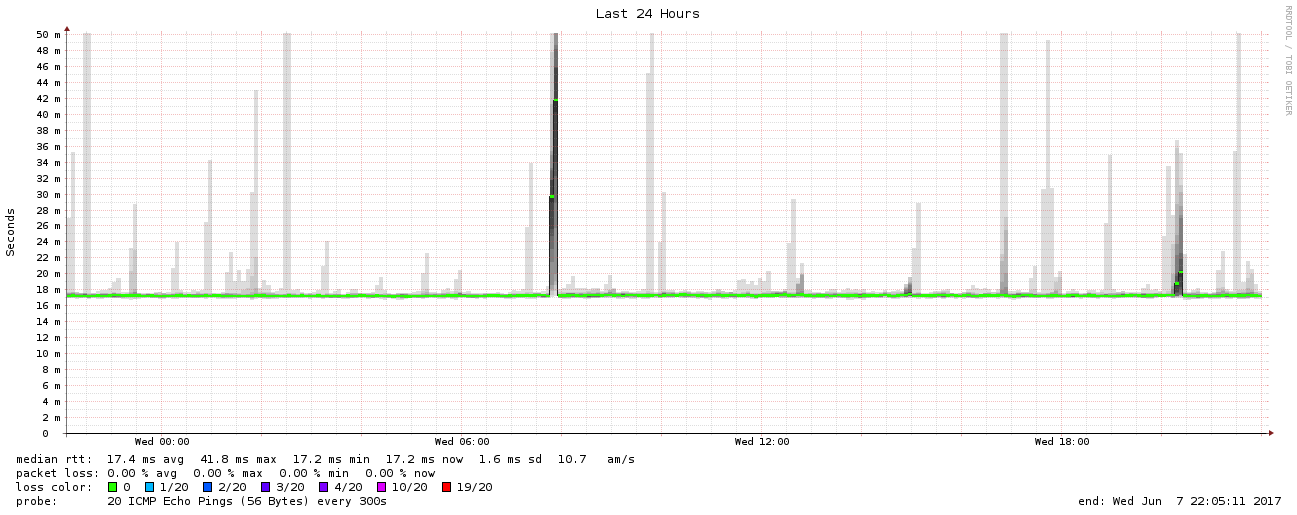 Last 24 Hours
RRDTOOL / TOBI OETIKER
Seconds
50 m
48 m
46 m
44 m
42 m
40 m
38 m
36 m
34 m
32 m
30 m
28 m
26 m
24 m
22 m
20 m
18 m
16 m
14 m
12 m
10 m
8 m
6 m
4 m
2 m
0
Wed 00:00 Wed 06:00 Wed 12:00 Wed 18:00
median rtt: 17.4 ms avg 41.8 ms max 17.2 ms min 17.2 ms now 1.6 ms sd 10.7 am/s
packet loss: 0.00 % avg 0.00 % max 0.00 % min 0.00 % now
loss color: 0 1/20 2/20 3/20 4/20 10/20 19/20
probe: 20 ICMP Echo Pings (56 Bytes) every 300s end: Wed Jun 7 22:05:11 2017